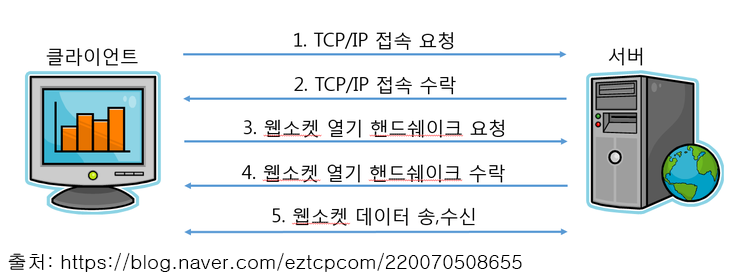 클라이언트
서버
1. TCP/IP 접속 요청
2. TCP/IP 접속 수락
3. 웹소켓 열기 핸드쉐이크 요청
4. 웹소켓 열기 핸드쉐이크 수락
5. 웹소켓 데이터 송,수신
출처: https://blog.naver.com/eztcpcom/220070508655